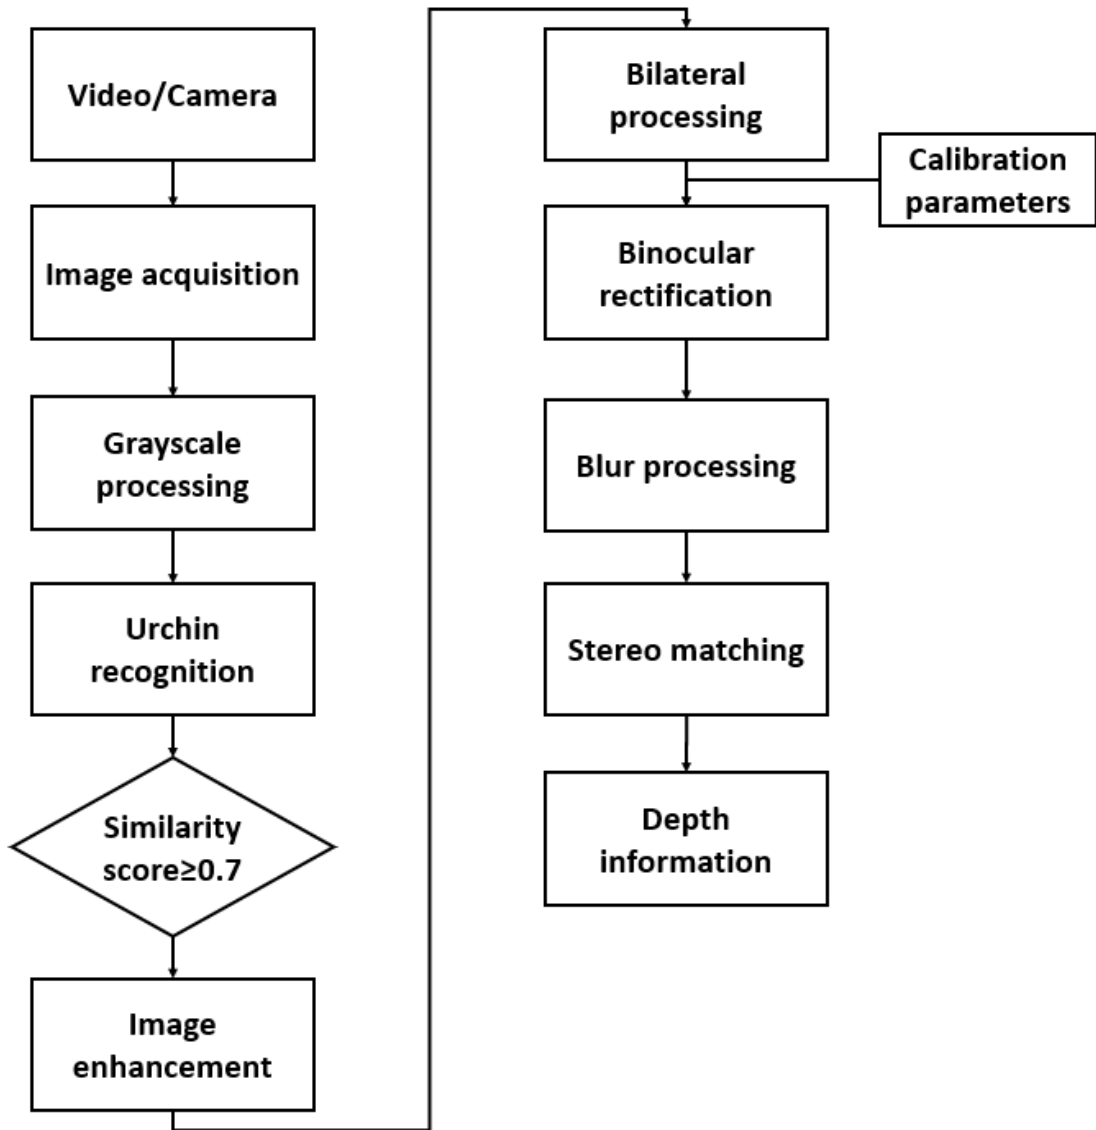 Video/Camera
Image acquisition
Grayscale
processing
Urchin
recognition
Similarity
score≥0.7
Image
enhancement
Bilateral
processing
Calibration
parameters
Binocular
rectification
Blur processing
Stereo matching
Depth
information